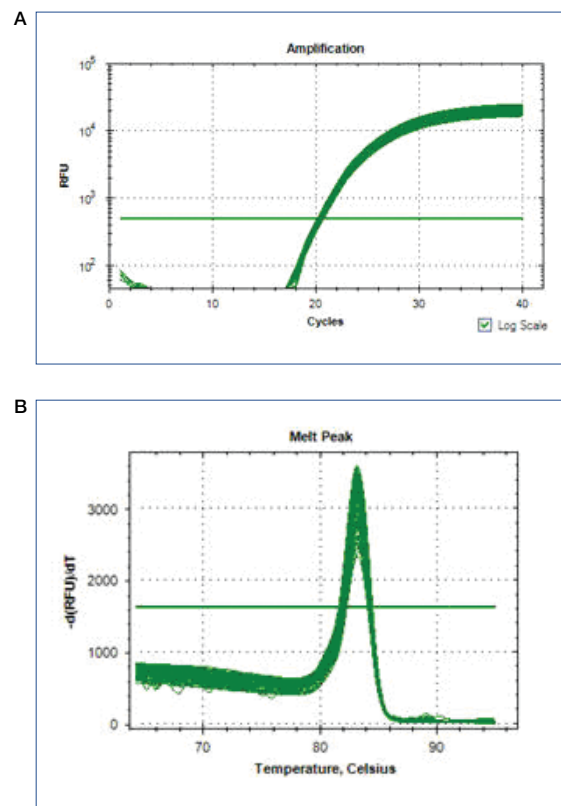 A
Amplification
10^5
10^4
10^3
10^2
RFU
0 10 20 30 40
Cycles
Log Scale
B
Melt Peak
3000
2000
1000
0
-d(RFU)/dT
70 80 90
Temperature, Celsius